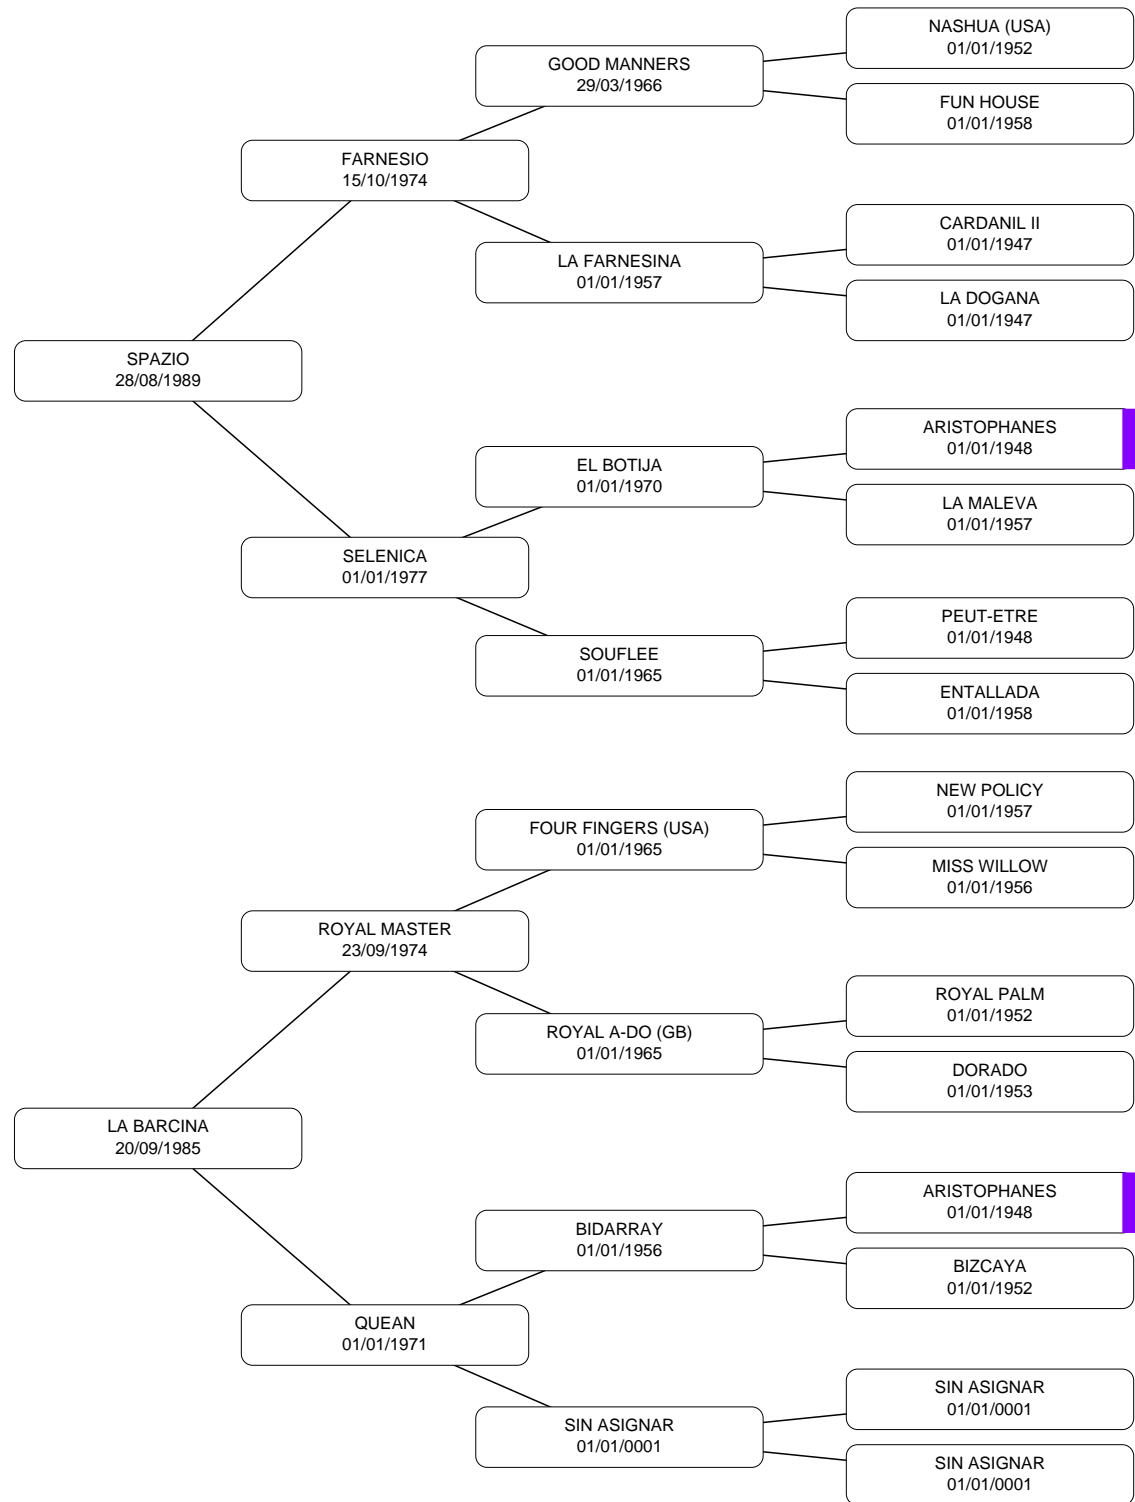 NASHUA (USA)
01/01/1952
GOOD MANNERS
29/03/1966
FUN HOUSE
01/01/1958
FARNESIO
15/10/1974
CARDANIL II
01/01/1947
LA FARNESINA
01/01/1957
LA DOGANA
01/01/1947
SPAZIO
28/08/1989
ARISTOPHANES
01/01/1948
EL BOTIJA
01/01/1970
LA MALEVA
01/01/1957
SELENICA
01/01/1977
PEUT-ETRE
01/01/1948
SOUFLEE
01/01/1965
ENTALLADA
01/01/1958
NEW POLICY
01/01/1957
FOUR FINGERS (USA)
01/01/1965
MISS WILLOW
01/01/1956
ROYAL MASTER
23/09/1974
ROYAL PALM
01/01/1952
ROYAL A-DO (GB)
01/01/1965
DORADO
01/01/1953
LA BARCINA
20/09/1985
ARISTOPHANES
01/01/1948
BIDARRAY
01/01/1956
BIZCAYA
01/01/1952
QUEAN
01/01/1971
SIN ASIGNAR
01/01/0001
SIN ASIGNAR
01/01/0001
SIN ASIGNAR
01/01/0001